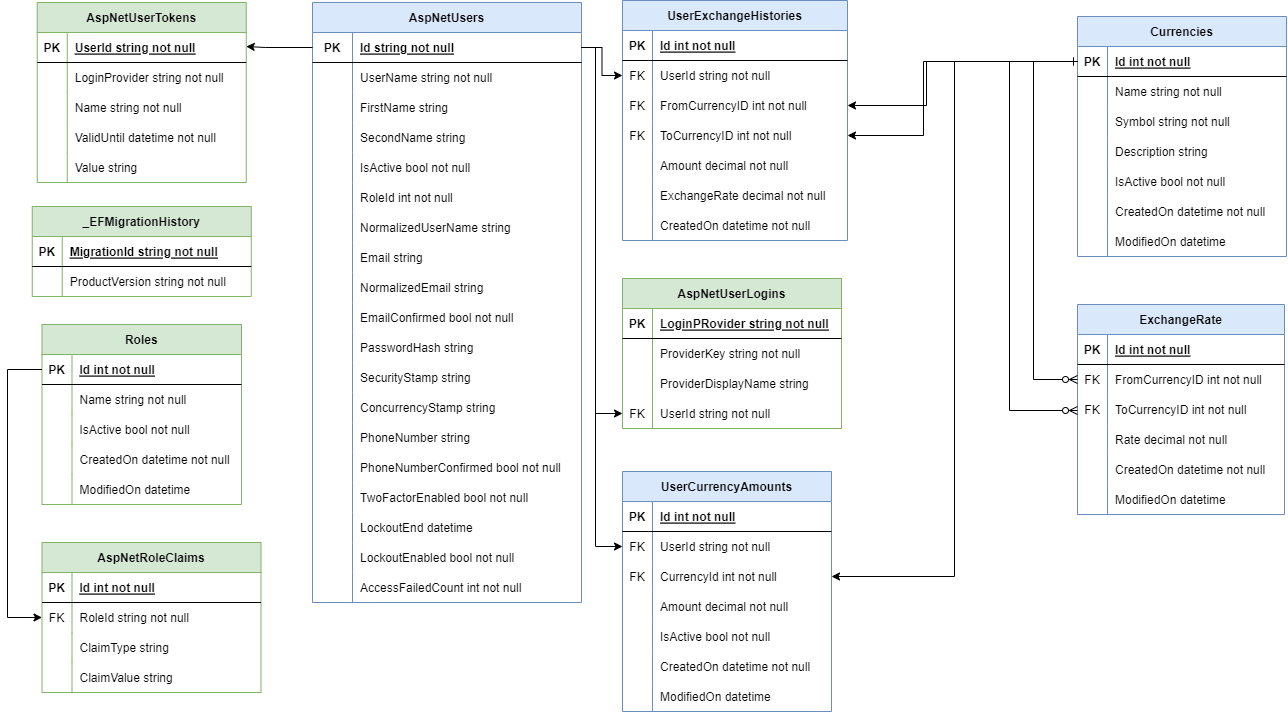 AspNetUserTokens
PK UserId string not null
LoginProvider string not null
Name string not null
ValidUntil datetime not null
Value string
_EFMigrationHistory
PK MigrationId string not null
ProductVersion string not null
Roles
PK Id int not null
Name string not null
IsActive bool not null
CreatedOn datetime not null
ModifiedOn datetime
AspNetRoleClaims
PK Id int not null
FK RoleId string not null
ClaimType string
ClaimValue string
AspNetUsers
PK Id string not null
UserName string not null
FirstName string
SecondName string
IsActive bool not null
RoleId int not null
NormalizedUserName string
Email string
NormalizedEmail string
EmailConfirmed bool not null
PasswordHash string
SecurityStamp string
ConcurrencyStamp string
PhoneNumber string
PhoneNumberConfirmed bool not null
TwoFactorEnabled bool not null
LockoutEnd datetime
LockoutEnabled bool not null
AccessFailedCount int not null
UserExchangeHistories
PK Id int not null
FK UserId string not null
FK FromCurrencyID int not null
FK ToCurrencyID int not null
Amount decimal not null
ExchangeRate decimal not null
CreatedOn datetime not null
AspNetUserLogins
PK LoginPRovider string not null
ProviderKey string not null
ProviderDisplayName string
FK UserId string not null
UserCurrencyAmounts
PK Id int not null
FK UserId string not null
FK CurrencyId int not null
Amount decimal not null
IsActive bool not null
CreatedOn datetime not null
ModifiedOn datetime
Currencies
PK Id int not null
Name string not null
Symbol string not null
Description string
IsActive bool not null
CreatedOn datetime not null
ModifiedOn datetime
ExchangeRate
PK Id int not null
FK FromCurrencyID int not null
FK ToCurrencyID int not null
Rate decimal not null
CreatedOn datetime not null
ModifiedOn datetime